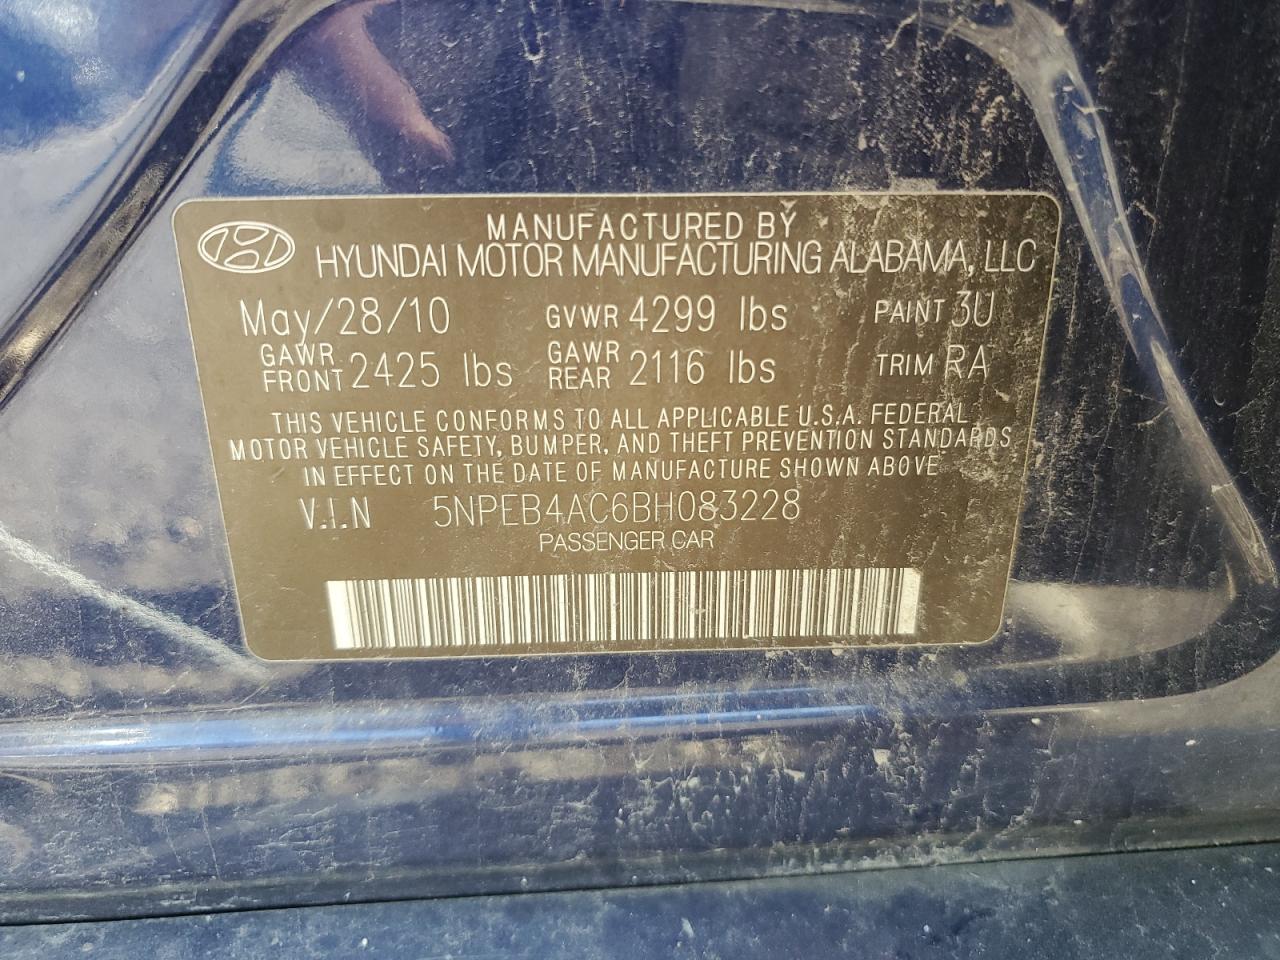 MANUFACTURED BY
HYUNDAI MOTOR MANUFACTURING ALABAMA, LLC
May/28/10 GVWR 4299 lbs PAINT 3U
GAWR FRONT 2425 lbs GAWR REAR 2116 lbs TRIM RA
THIS VEHICLE CONFORMS TO ALL APPLICABLE U.S.A. FEDERAL
MOTOR VEHICLE SAFETY, BUMPER, AND THEFT PREVENTION STANDARDS
IN EFFECT ON THE DATE OF MANUFACTURE SHOWN ABOVE
V.I.N 5NPEB4AC6BH083228
PASSENGER CAR